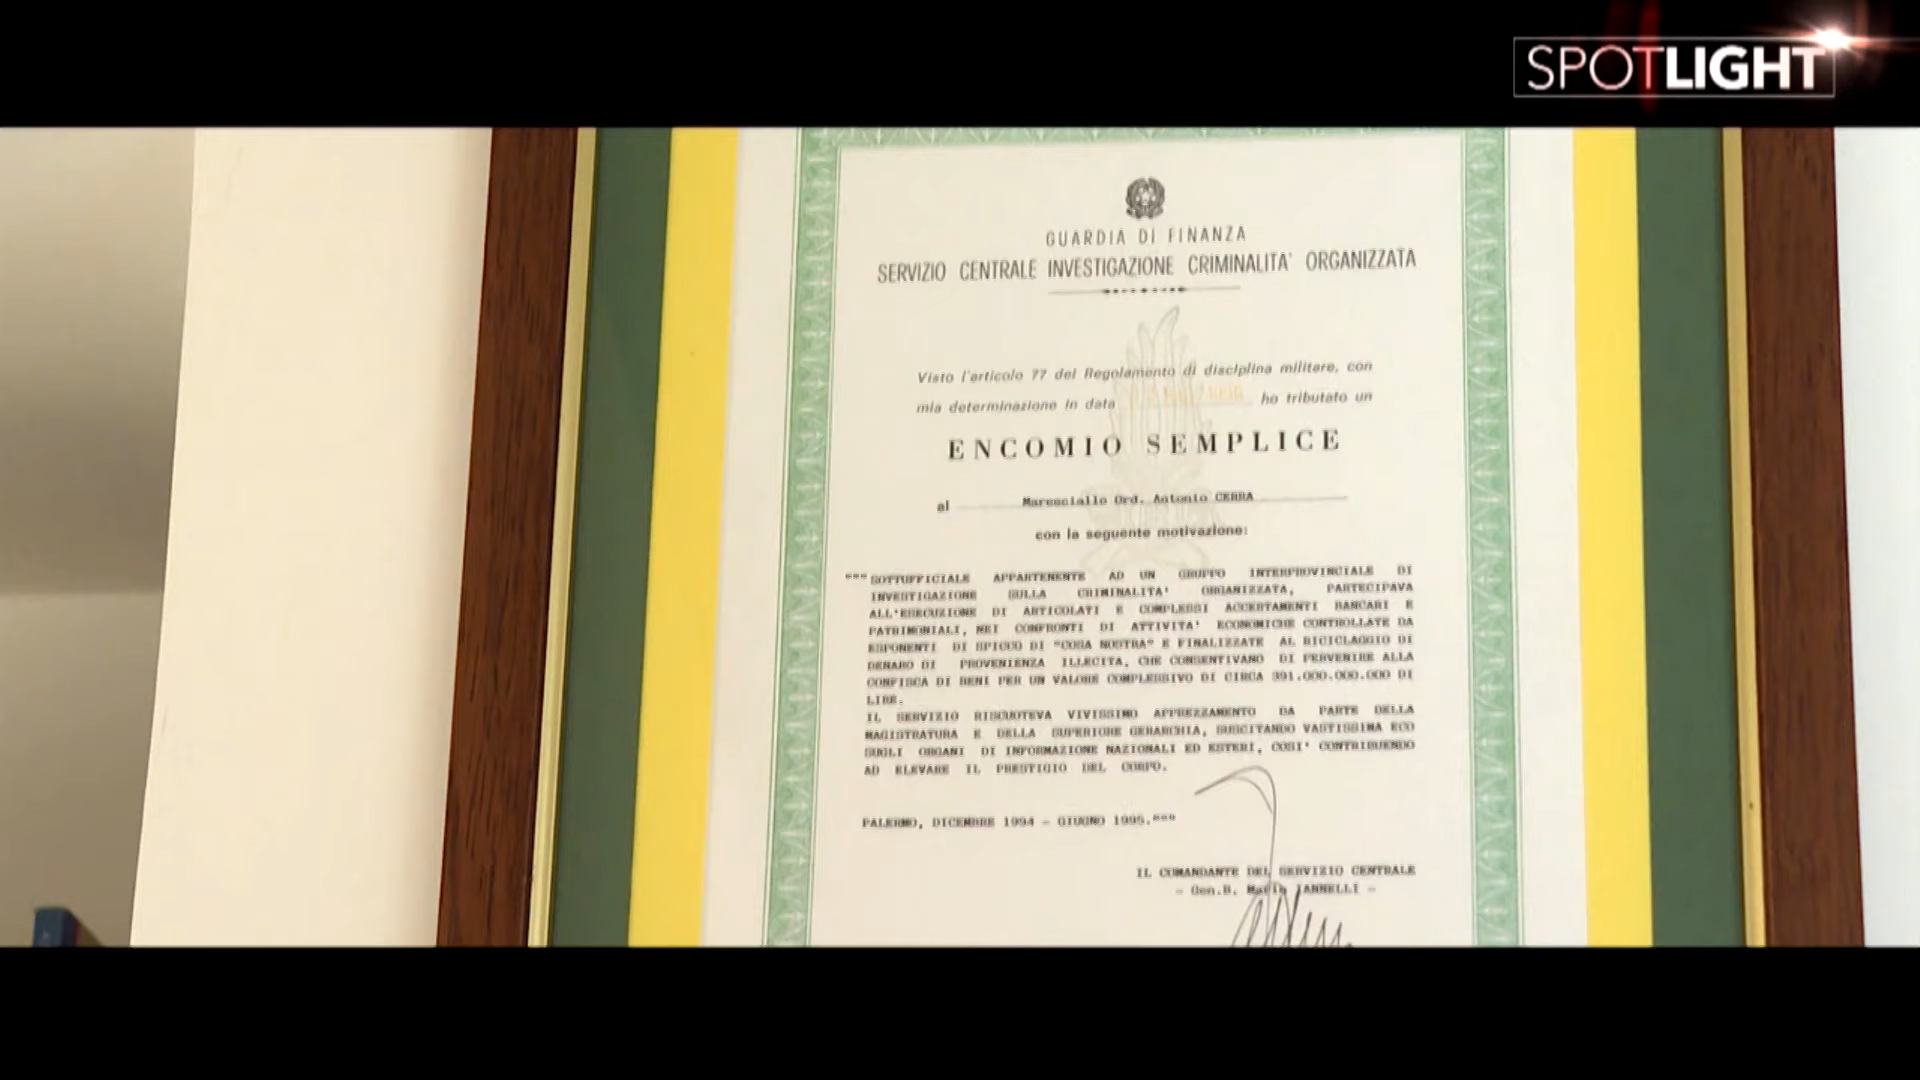 SPOTLIGHT
GUARDIA DI FINANZA
SERVIZIO CENTRALE INVESTIGAZIONE CRIMINALITA' ORGANIZZATA
Visto l'articolo 77 del Regolamento di disciplina militare, con
mia determinazione in data ho tributato un
ENCOMIO SEMPLICE
al Maresciallo Ord. Antonio CERRA
con la seguente motivazione:
"""SOTTUFFICIALE APPARTENENTE AD UN GRUPPO INTERPROVINCIALE DI
INVESTIGAZIONE SULLA CRIMINALITA' ORGANIZZATA, PARTECIPAVA
ALL'ESECUZIONE DI ARTICOLATI E COMPLESSI ACCERTAMENTI BANCARI E
PATRIMONIALI, NEI CONFRONTI DI ATTIVITA' ECONOMICHE CONTROLLATE DA
ESPONENTI DI SPICCO DI "COSA NOSTRA" E FINALIZZATE AL RICICLAGGIO DI
DENARO DI PROVENIENZA ILLECITA, CHE CONSENTIVANO DI PERVENIRE ALLA
CONFISCA DI BENI PER UN VALORE COMPLESSIVO DI CIRCA 391.000.000.000 DI
LIRE.
IL SERVIZIO RISCUOTEVA VIVISSIMO APPREZZAMENTO DA PARTE DELLA
MAGISTRATURA E DELLA SUPERIORE GERARCHIA, SUSCITANDO VASTISSIMA ECO
SUGLI ORGANI DI INFORMAZIONE NAZIONALI ED ESTERI, COSI' CONTRIBUENDO
AD ELEVARE IL PRESTIGIO DEL CORPO.
PALERMO, DICEMBRE 1994 - GIUGNO 1995."""
IL COMANDANTE DEL SERVIZIO CENTRALE
- Gen.B. Mario IANNELLI -